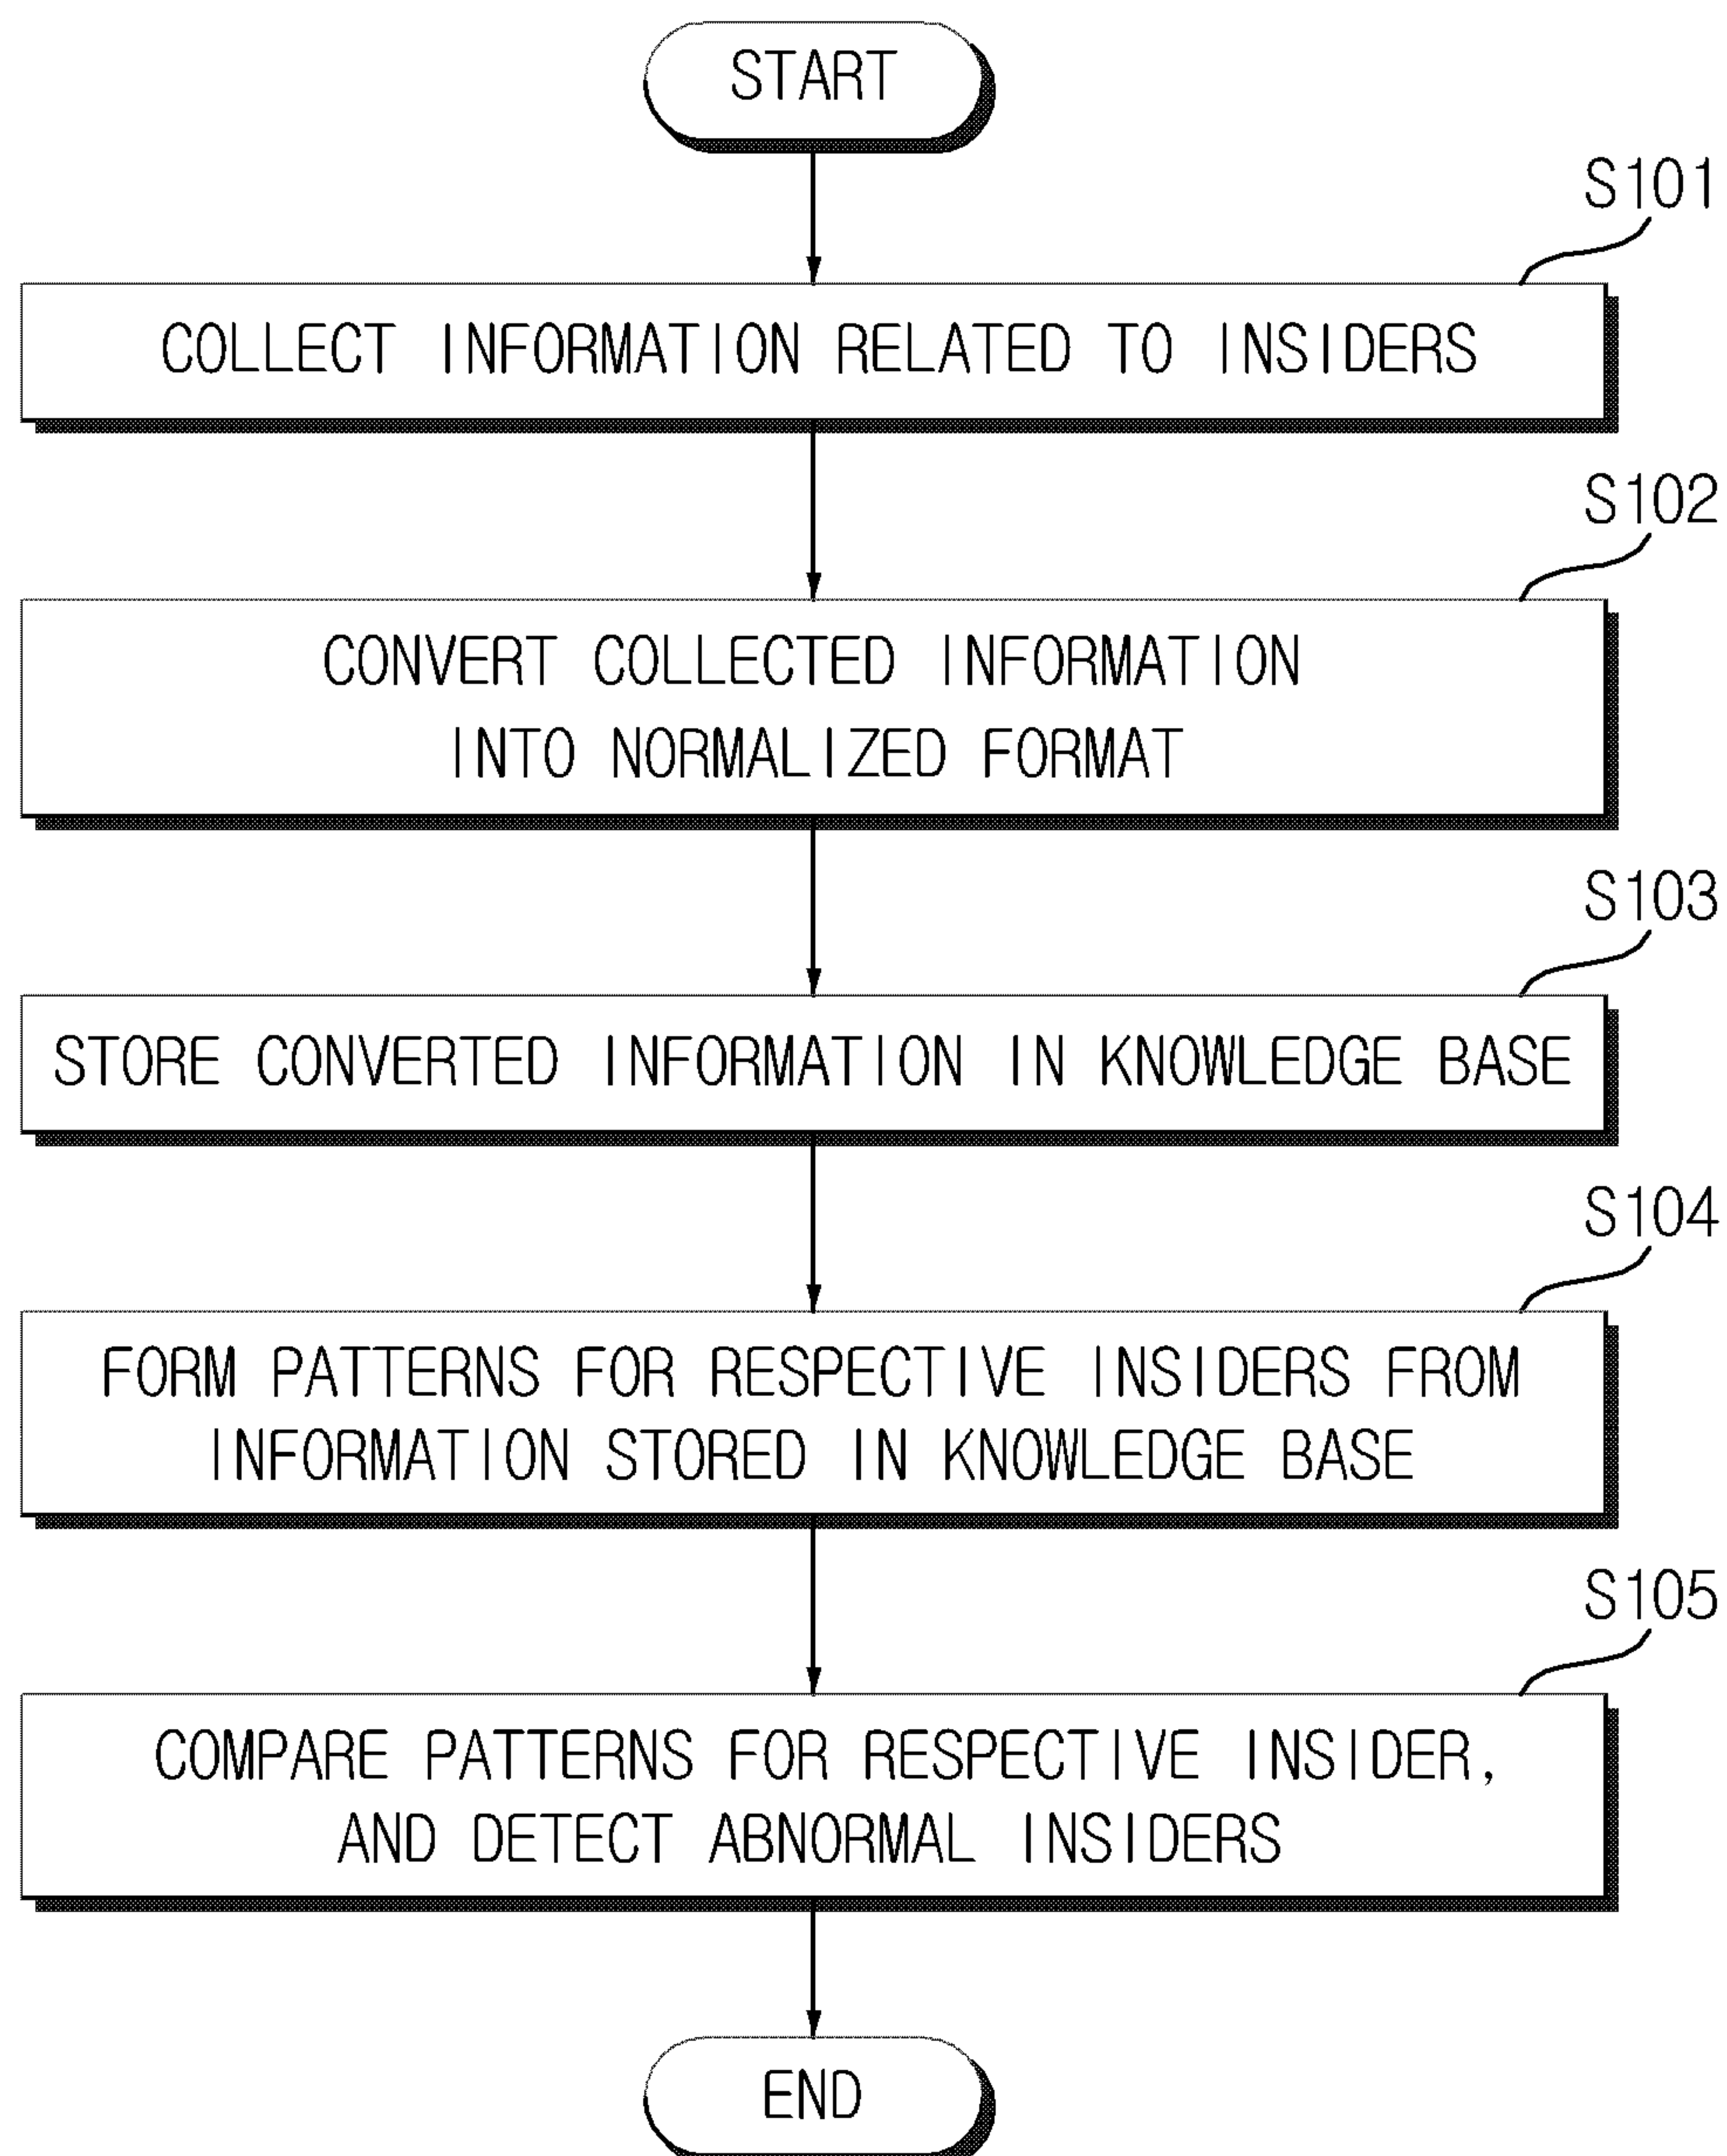 START
S101
COLLECT INFORMATION RELATED TO INSIDERS
S102
CONVERT COLLECTED INFORMATION
INTO NORMALIZED FORMAT
S103
STORE CONVERTED INFORMATION IN KNOWLEDGE BASE
S104
FORM PATTERNS FOR RESPECTIVE INSIDERS FROM
INFORMATION STORED IN KNOWLEDGE BASE
S105
COMPARE PATTERNS FOR RESPECTIVE INSIDER,
AND DETECT ABNORMAL INSIDERS
END